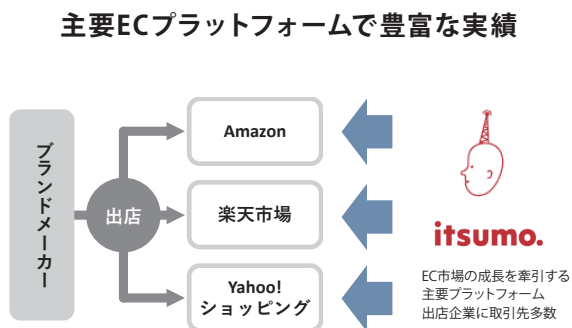 主要ECプラットフォームで豊富な実績
ブランドメーカー
出店
Amazon
楽天市場
Yahoo!
ショッピング
itsumo.
EC市場の成長を牽引する
主要プラットフォーム
出店企業に取引先多数